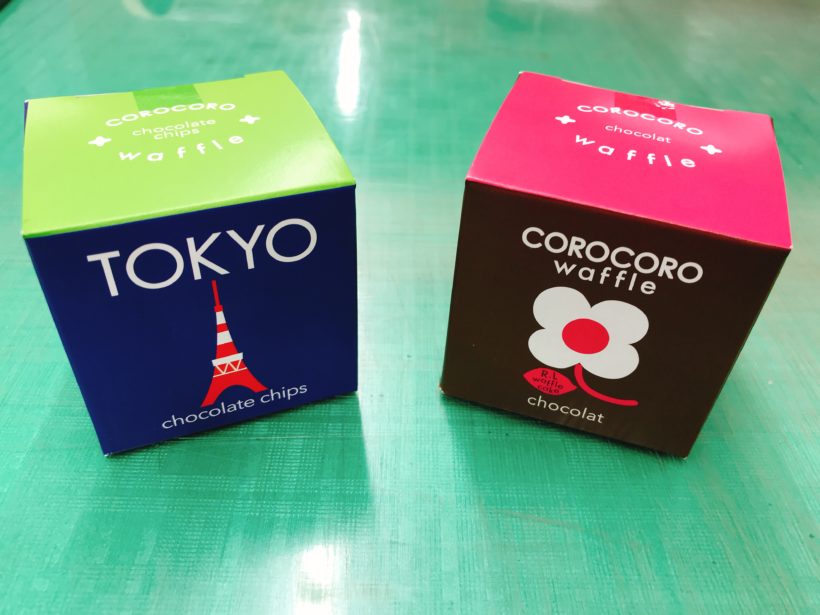 COROCORO
chocolate
chips
waffle
TOKYO
chocolate chips
COROCORO
chocolat
waffle
COROCORO
waffle
R.L
waffle
cake
chocolat